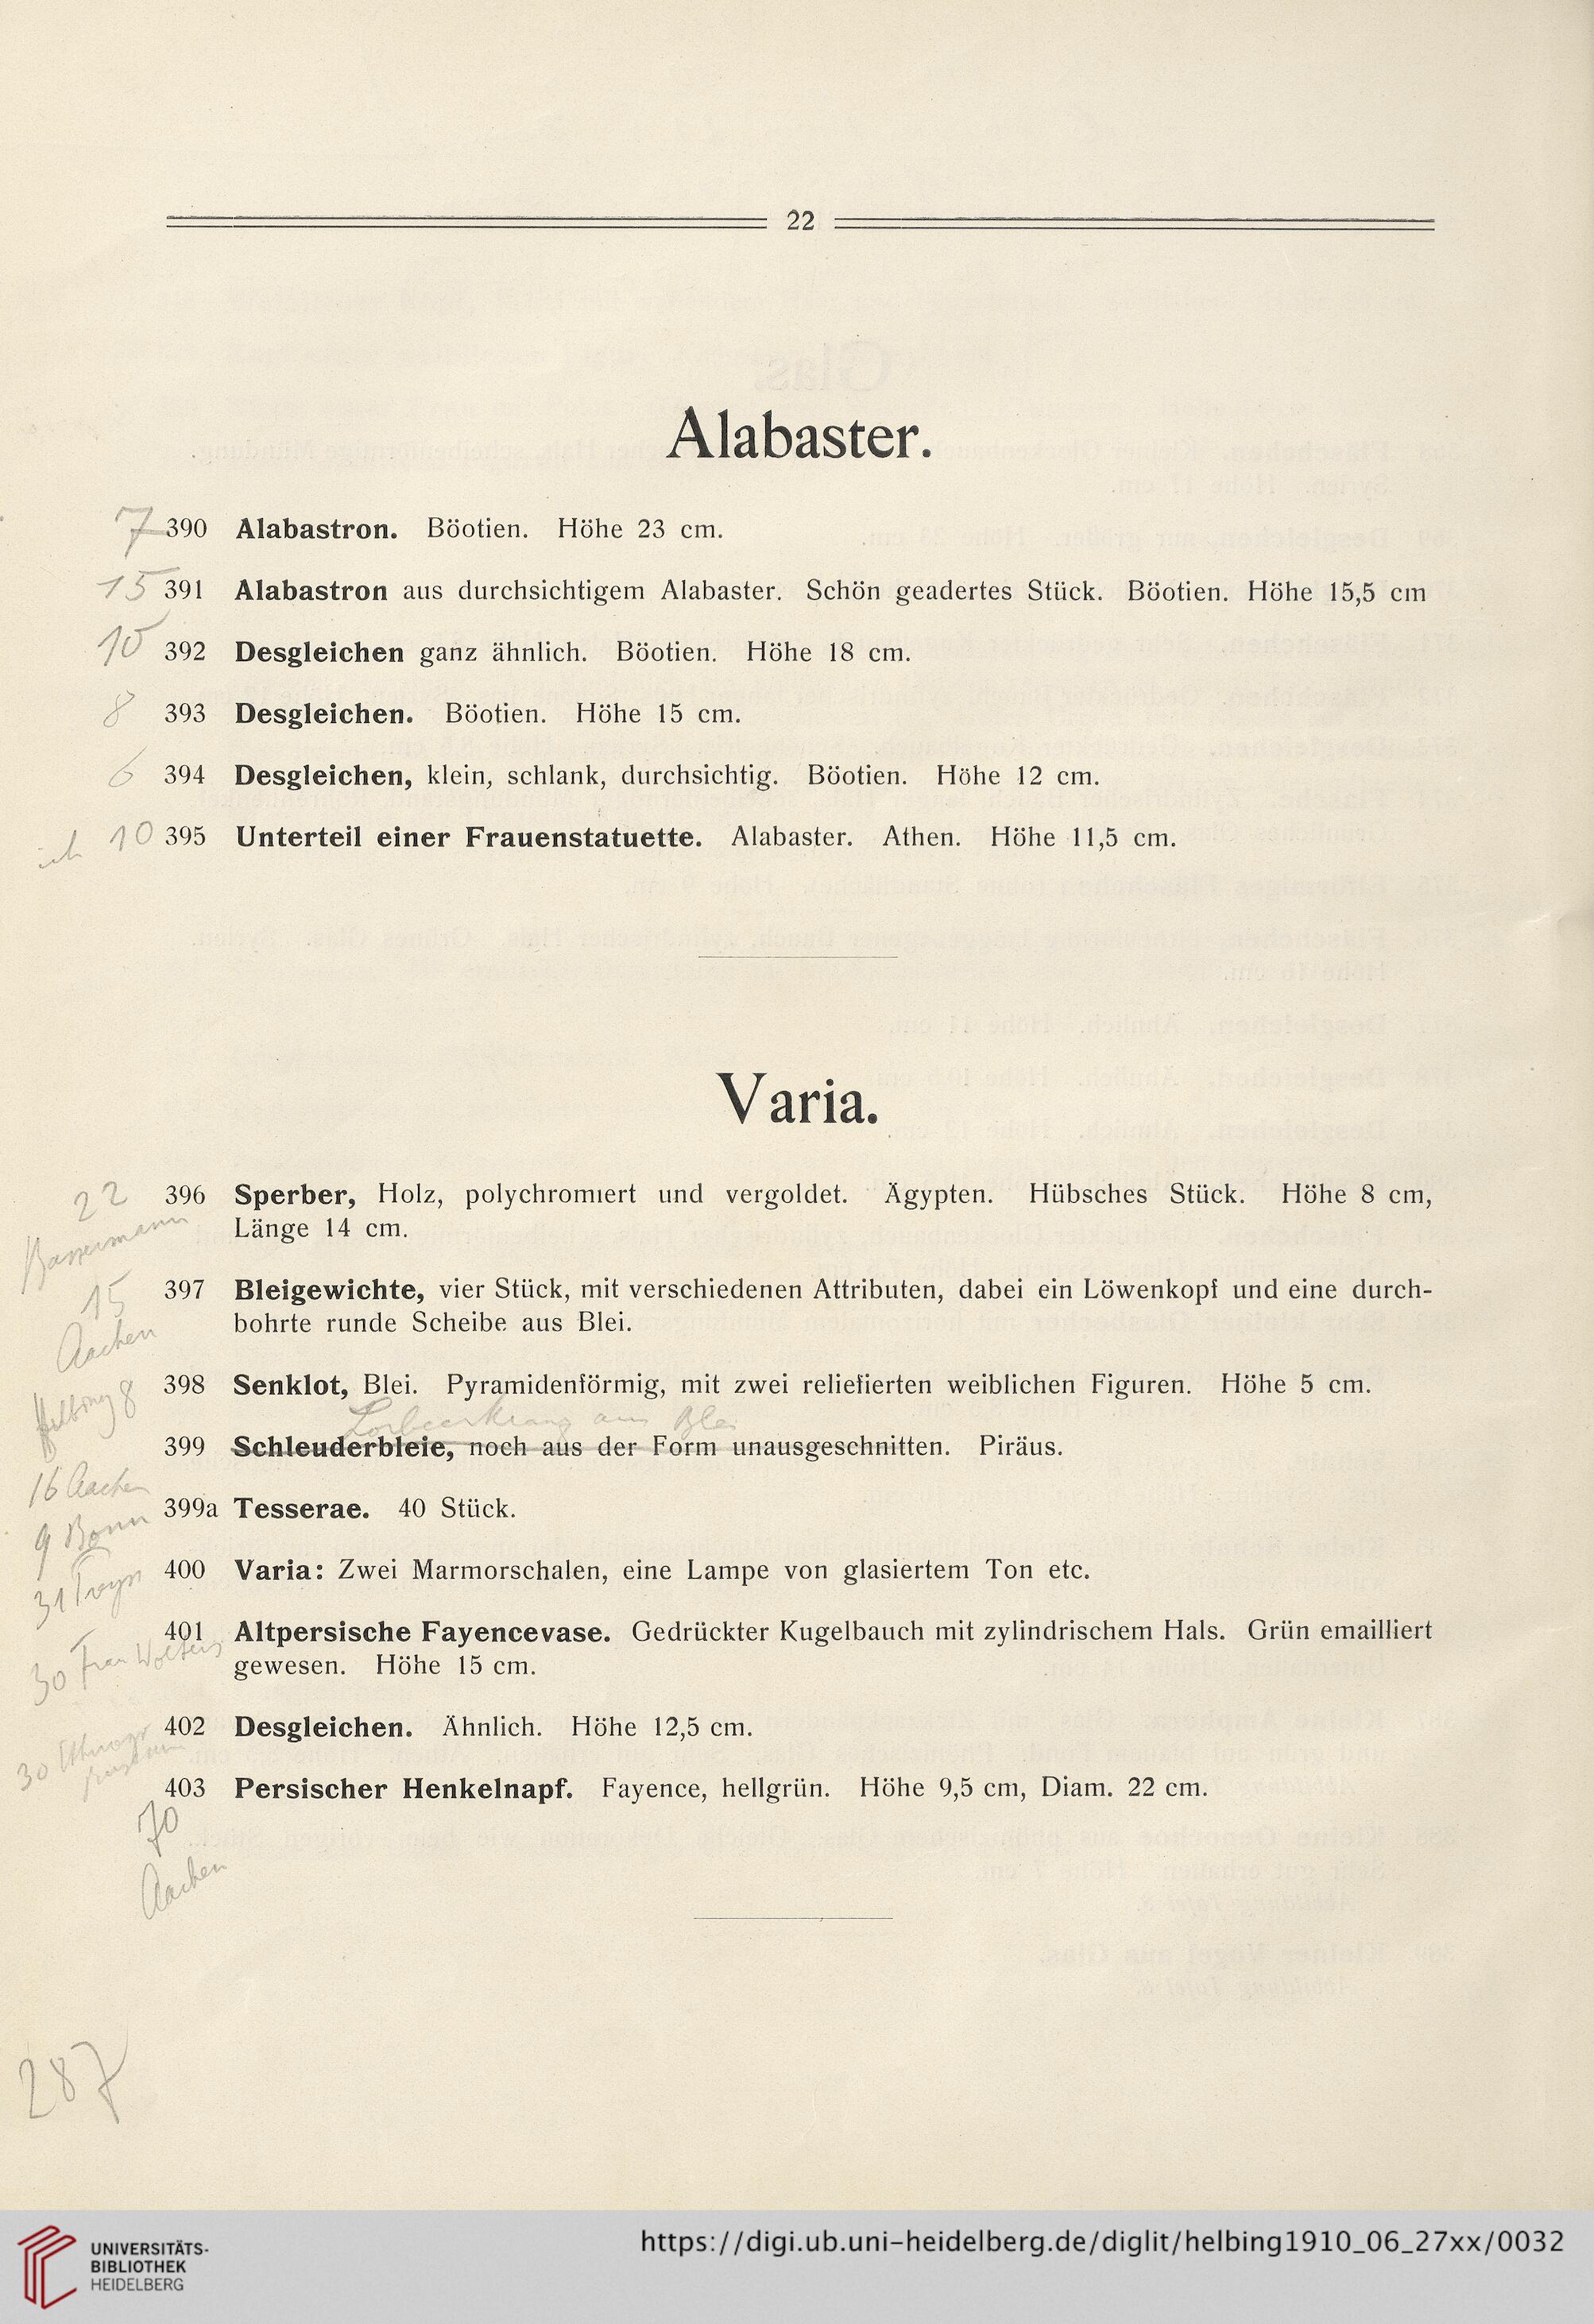 22
Alabaster.
7 390 Alabastron. Böotien. Höhe 23 cm.
15 391 Alabastron aus durchsichtigem Alabaster. Schön geadertes Stück. Böotien. Höhe 15,5 cm
10 392 Desgleichen ganz ähnlich. Böotien. Höhe 18 cm.
8 393 Desgleichen. Böotien. Höhe 15 cm.
6 394 Desgleichen, klein, schlank, durchsichtig. Böotien. Höhe 12 cm.
ich 10 395 Unterteil einer Frauenstatuette. Alabaster. Athen. Höhe 11,5 cm.
Varia.
22 396 Sperber, Holz, polychromiert und vergoldet. Ägypten. Hübsches Stück. Höhe 8 cm,
Bassermann Länge 14 cm.
15 397 Bleigewichte, vier Stück, mit verschiedenen Attributen, dabei ein Löwenkopf und eine durch-
Aachen bohrte runde Scheibe aus Blei.
Helbing 8 398 Senklot, Blei. Pyramidenförmig, mit zwei reliefierten weiblichen Figuren. Höhe 5 cm.
Lorbeerkranz aus Blei
399 Schleuderbleie, noch aus der Form unausgeschnitten. Piräus.
16 Aachen
399a Tesserae. 40 Stück.
9 Bonn
400 Varia: Zwei Marmorschalen, eine Lampe von glasiertem Ton etc.
31
401 Altpersische Fayencevase. Gedrückter Kugelbauch mit zylindrischem Hals. Grün emailliert
30 Frau Wolters gewesen. Höhe 15 cm.
402 Desgleichen. Ähnlich. Höhe 12,5 cm.
30
403 Persischer Henkelnapf. Fayence, hellgrün. Höhe 9,5 cm, Diam. 22 cm.
70
Aachen
287
UNIVERSITÄTS-
BIBLIOTHEK
HEIDELBERG
https://digi.ub.uni-heidelberg.de/diglit/helbing1910_06_27xx/0032